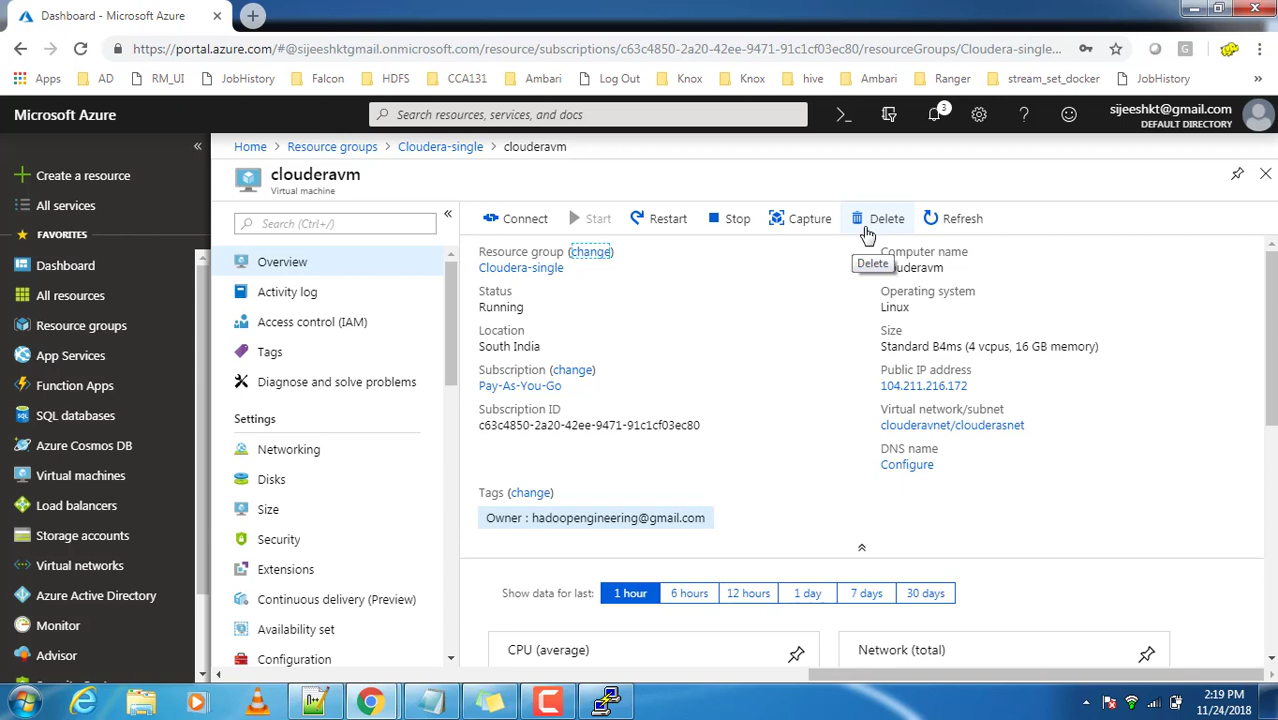 Dashboard - Microsoft Azure
https://portal.azure.com/#@sijeeshktgmail.onmicrosoft.com/resource/subscriptions/c63c4850-2a20-42ee-9471-91c1cf03ec80/resourceGroups/Cloudera-single...
Apps AD RM_UI JobHistory Falcon HDFS CCA131 Ambari Log Out Knox Knox hive Ambari Ranger stream_set_docker JobHistory »
Microsoft Azure
Search resources, services, and docs
3
sijeeshkt@gmail.com
DEFAULT DIRECTORY
Create a resource
All services
FAVORITES
Dashboard
All resources
Resource groups
App Services
Function Apps
SQL databases
Azure Cosmos DB
Virtual machines
Load balancers
Storage accounts
Virtual networks
Azure Active Directory
Monitor
Advisor
Home > Resource groups > Cloudera-single > clouderavm
clouderavm
Virtual machine
Search (Ctrl+/)
Overview
Activity log
Access control (IAM)
Tags
Diagnose and solve problems
Settings
Networking
Disks
Size
Security
Extensions
Continuous delivery (Preview)
Availability set
Configuration
Connect Start Restart Stop Capture Delete Refresh
Delete
Resource group (change)
Cloudera-single
Status
Running
Location
South India
Subscription (change)
Pay-As-You-Go
Subscription ID
c63c4850-2a20-42ee-9471-91c1cf03ec80
Computer name
Operating system
Linux
Size
Standard B4ms (4 vcpus, 16 GB memory)
Public IP address
104.211.216.172
Virtual network/subnet
clouderavnet/clouderasnet
DNS name
Configure
Tags (change)
Owner : hadoopengineering@gmail.com
Show data for last: 1 hour 6 hours 12 hours 1 day 7 days 30 days
CPU (average)
Network (total)
2:19 PM
11/24/2018